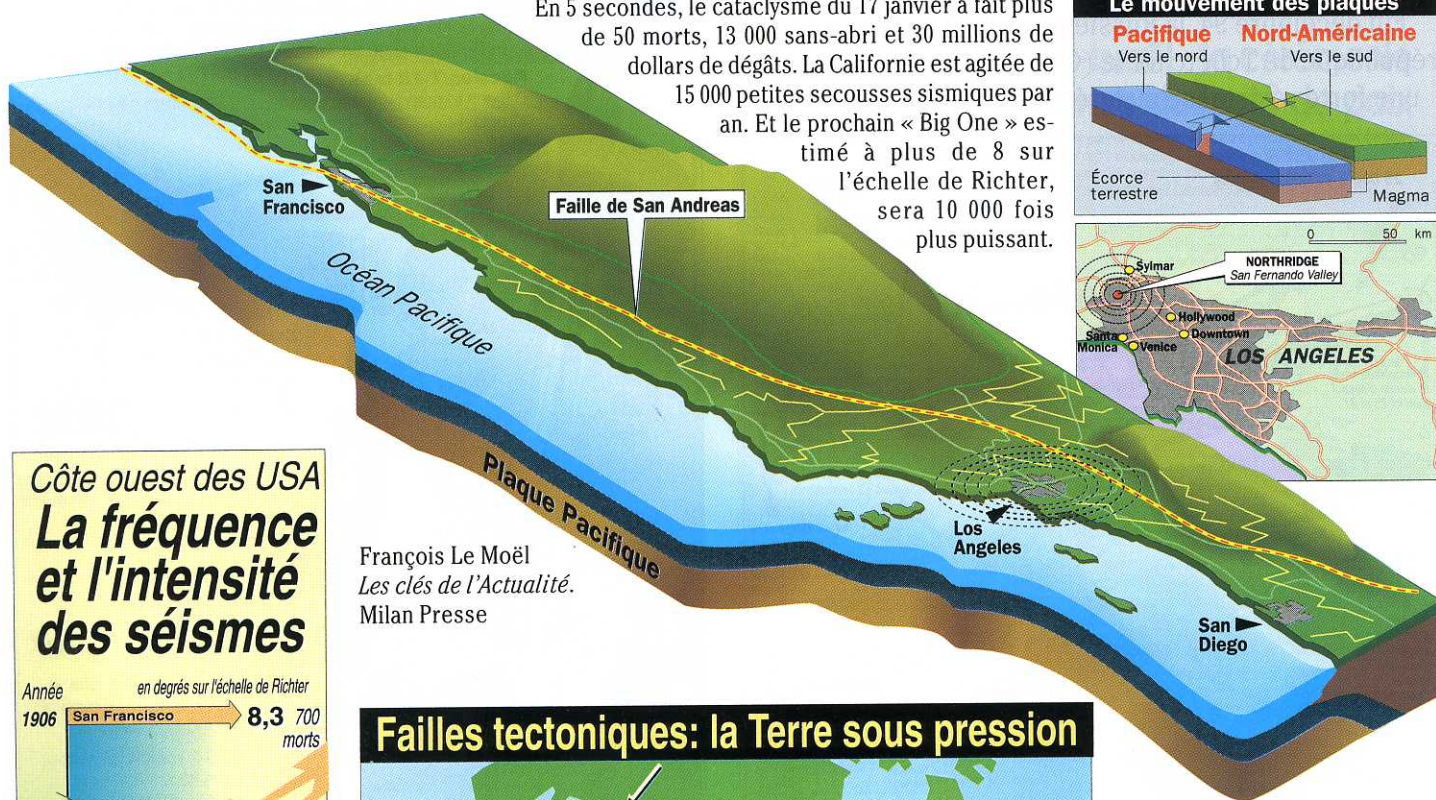 En 5 secondes, le cataclysme du 17 janvier a fait plus
de 50 morts, 13 000 sans-abri et 30 millions de
dollars de dégâts. La Californie est agitée de
15 000 petites secousses sismiques par
an. Et le prochain « Big One » es-
timé à plus de 8 sur
l'échelle de Richter,
sera 10 000 fois
plus puissant.
Le mouvement des plaques
Pacifique
Vers le nord
Nord-Américaine
Vers le sud
Écorce
terrestre
Magma
0 50 km
Sylmar
NORTHRIDGE
San Fernando Valley
Hollywood
Downtown
Santa
Monica
Venice
LOS ANGELES
San
Francisco
Faille de San Andreas
Océan Pacifique
Plaque Pacifique
Los
Angeles
San
Diego
François Le Moël
Les clés de l'Actualité.
Milan Presse
Côte ouest des USA
La fréquence
et l'intensité
des séismes
Année
en degrés sur l'échelle de Richter
1906 San Francisco 8,3 700
morts
Failles tectoniques: la Terre sous pression